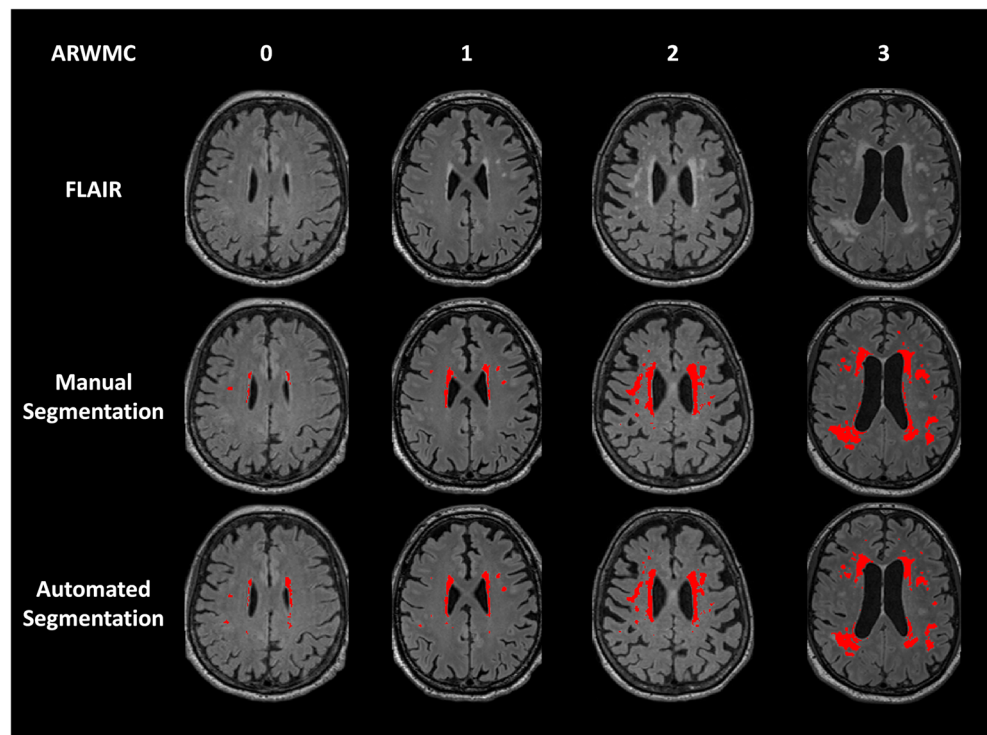 ARWMC 0 1 2 3
FLAIR
Manual
Segmentation
Automated
Segmentation